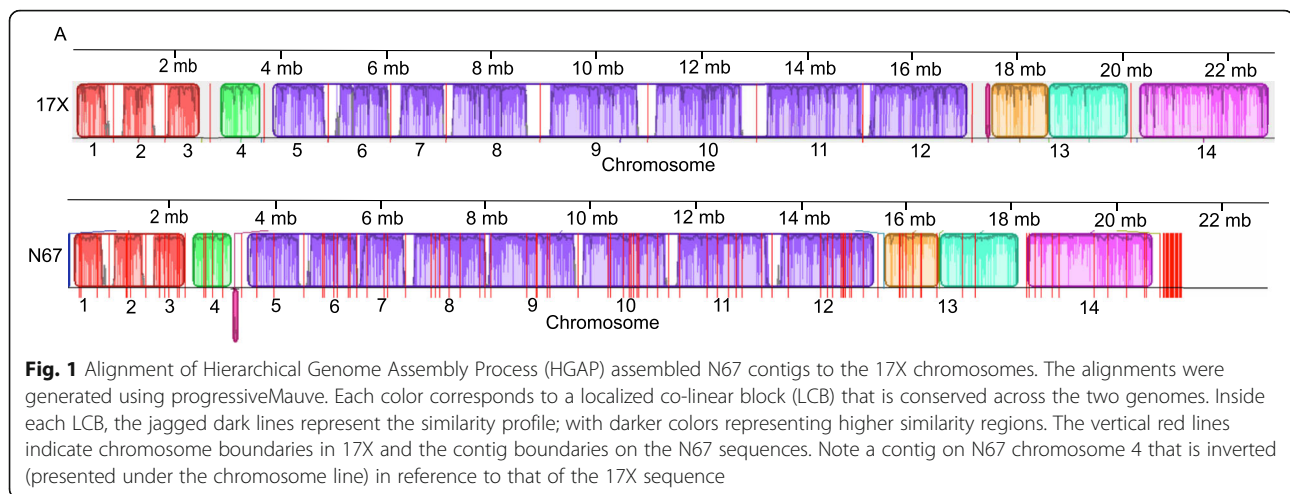 A
2 mb 4 mb 6 mb 8 mb 10 mb 12 mb 14 mb 16 mb 18 mb 20 mb 22 mb
17X
1 2 3 4 5 6 7 8 9 10 11 12 13 14
Chromosome
2 mb 4 mb 6 mb 8 mb 10 mb 12 mb 14 mb 16 mb 18 mb 20 mb 22 mb
N67
1 2 3 4 5 6 7 8 9 10 11 12 13 14
Chromosome
Fig. 1 Alignment of Hierarchical Genome Assembly Process (HGAP) assembled N67 contigs to the 17X chromosomes. The alignments were
generated using progressiveMauve. Each color corresponds to a localized co-linear block (LCB) that is conserved across the two genomes. Inside
each LCB, the jagged dark lines represent the similarity profile; with darker colors representing higher similarity regions. The vertical red lines
indicate chromosome boundaries in 17X and the contig boundaries on the N67 sequences. Note a contig on N67 chromosome 4 that is inverted
(presented under the chromosome line) in reference to that of the 17X sequence